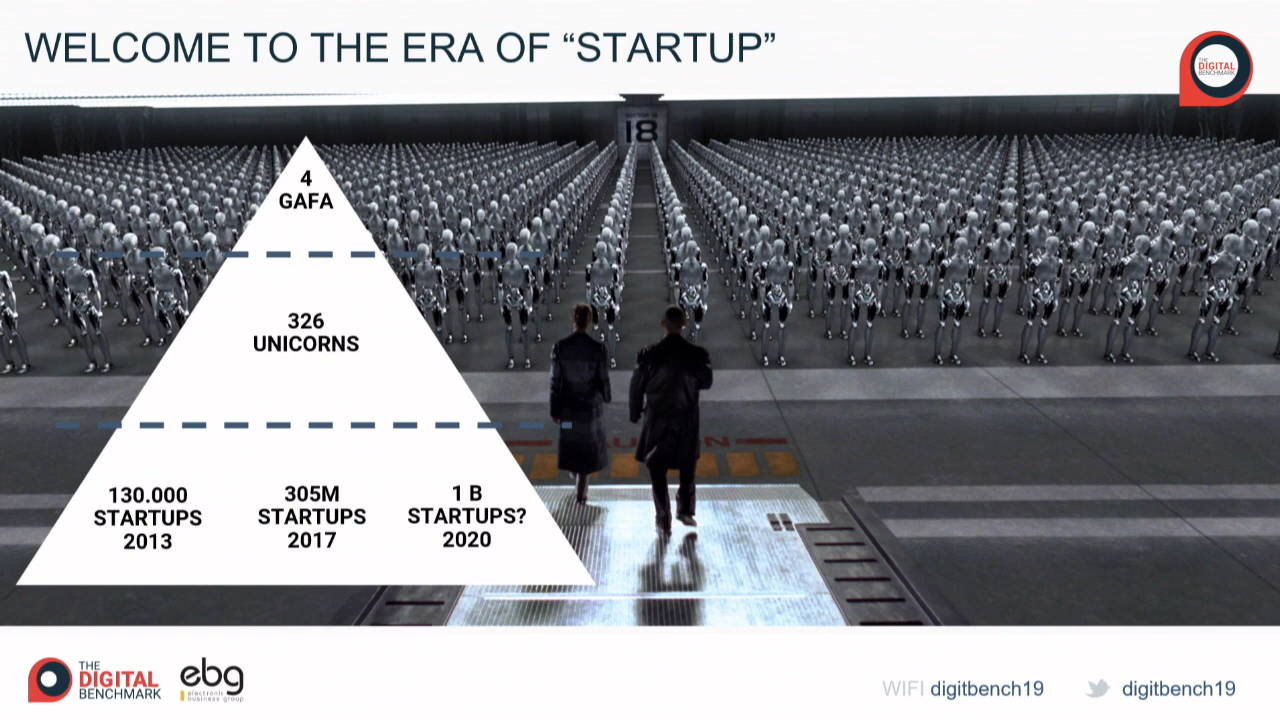 WELCOME TO THE ERA OF “STARTUP”
THE
DIGITAL
BENCHMARK
18
4
GAFA
326
UNICORNS
130.000
STARTUPS
2013
305M
STARTUPS
2017
1 B
STARTUPS?
2020
THE
DIGITAL
BENCHMARK
ebg
electronic
business group
WIFI digitbench19
digitbench19